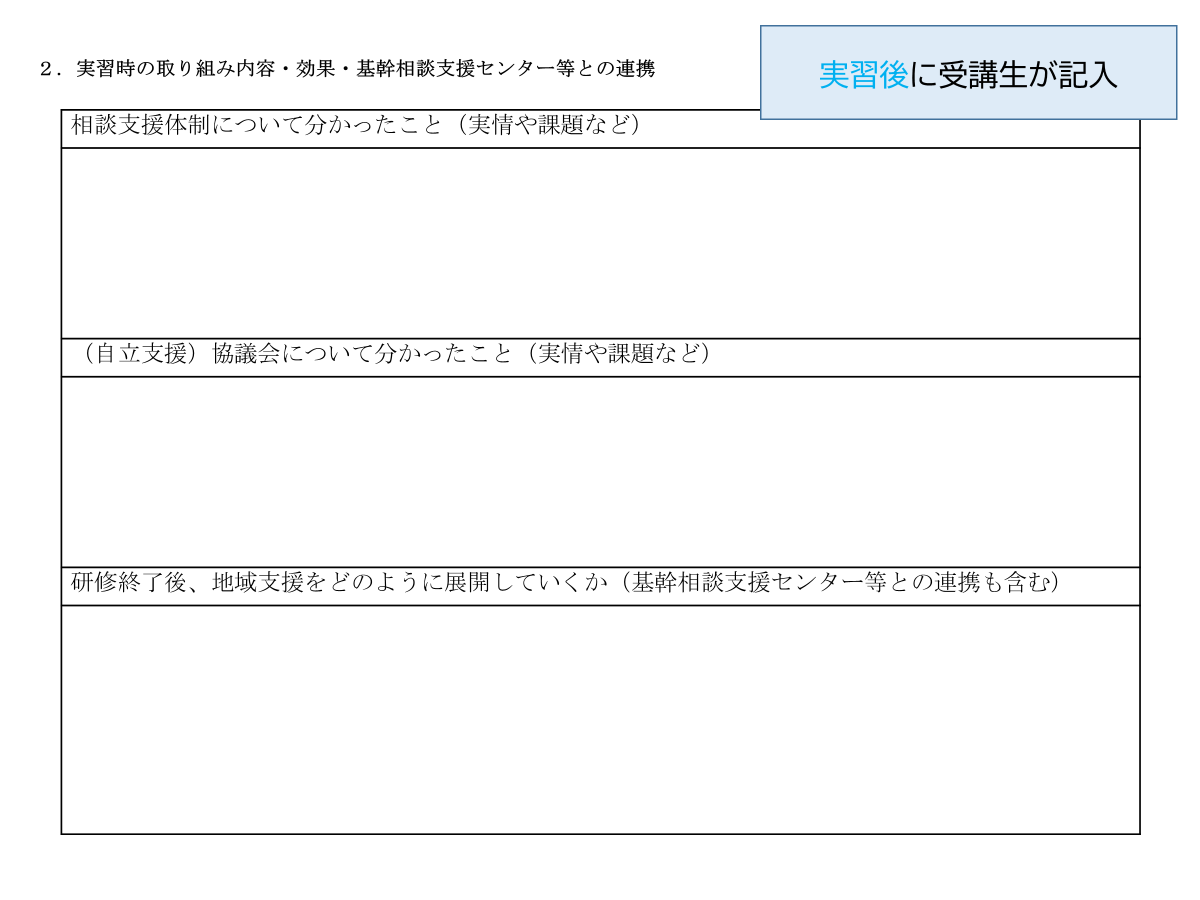 ２．実習時の取り組み内容・効果・基幹相談支援センター等との連携
実習後に受講生が記入
相談支援体制について分かったこと（実情や課題など）
（自立支援）協議会について分かったこと（実情や課題など）
研修終了後、地域支援をどのように展開していくか（基幹相談支援センター等との連携も含む）